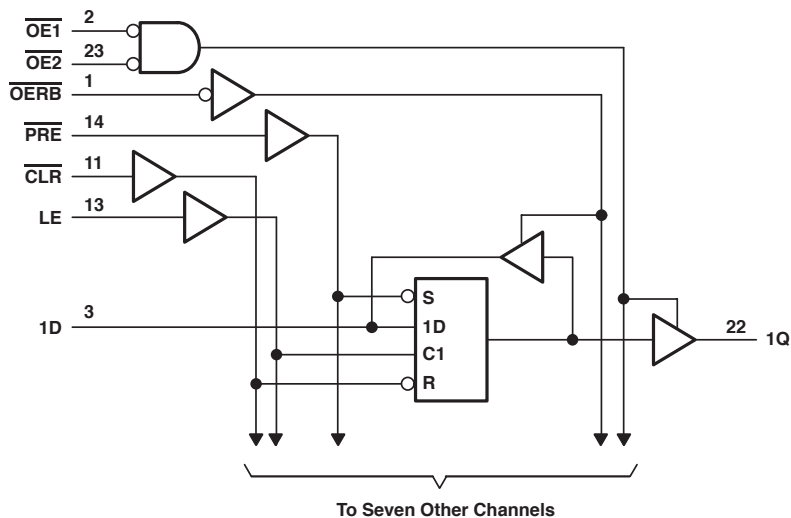 OE1 2
OE2 23
OERB 1
PRE 14
CLR 11
LE 13
1D 3
S
1D
C1
R
22 1Q
To Seven Other Channels